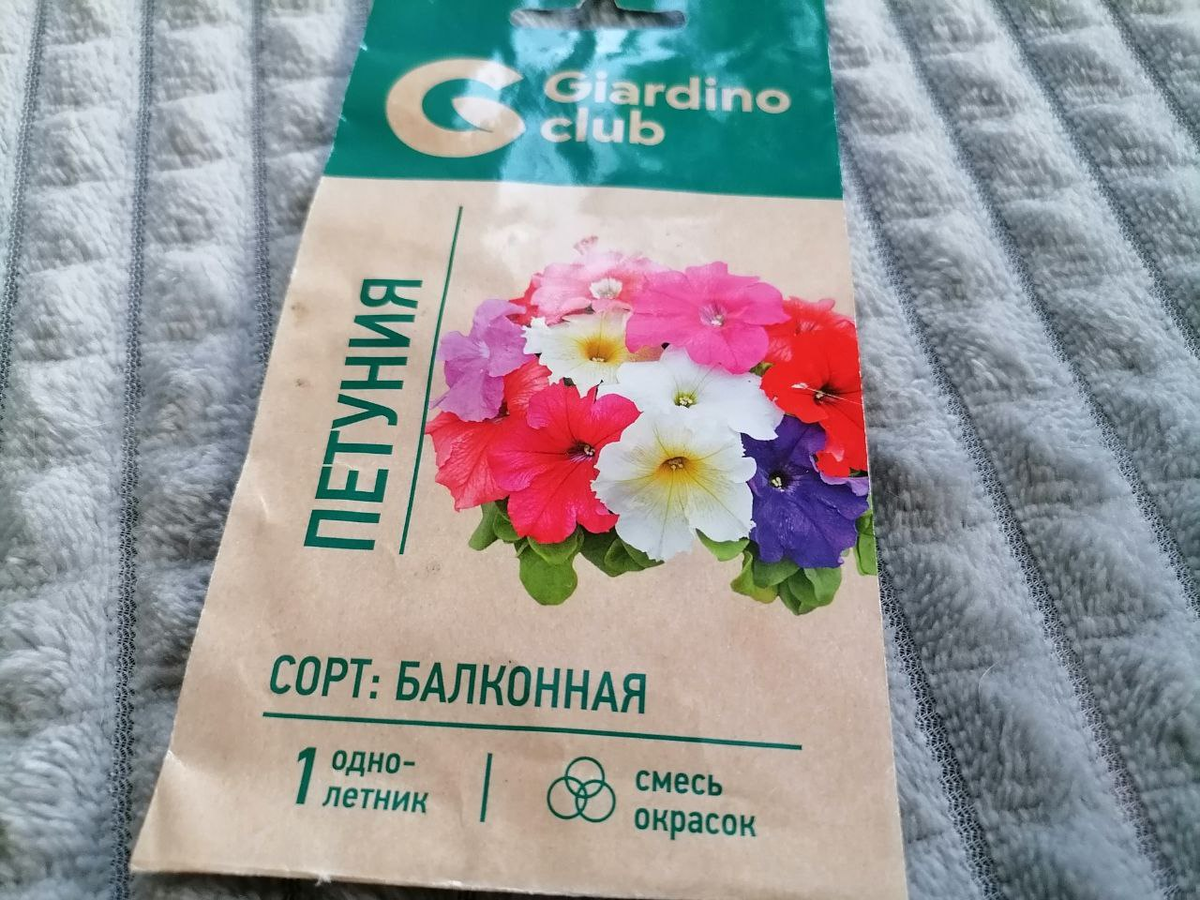 Giardino
club
ПЕТУНИЯ
СОРТ: БАЛКОННАЯ
1 одно-
летник
смесь
окрасок